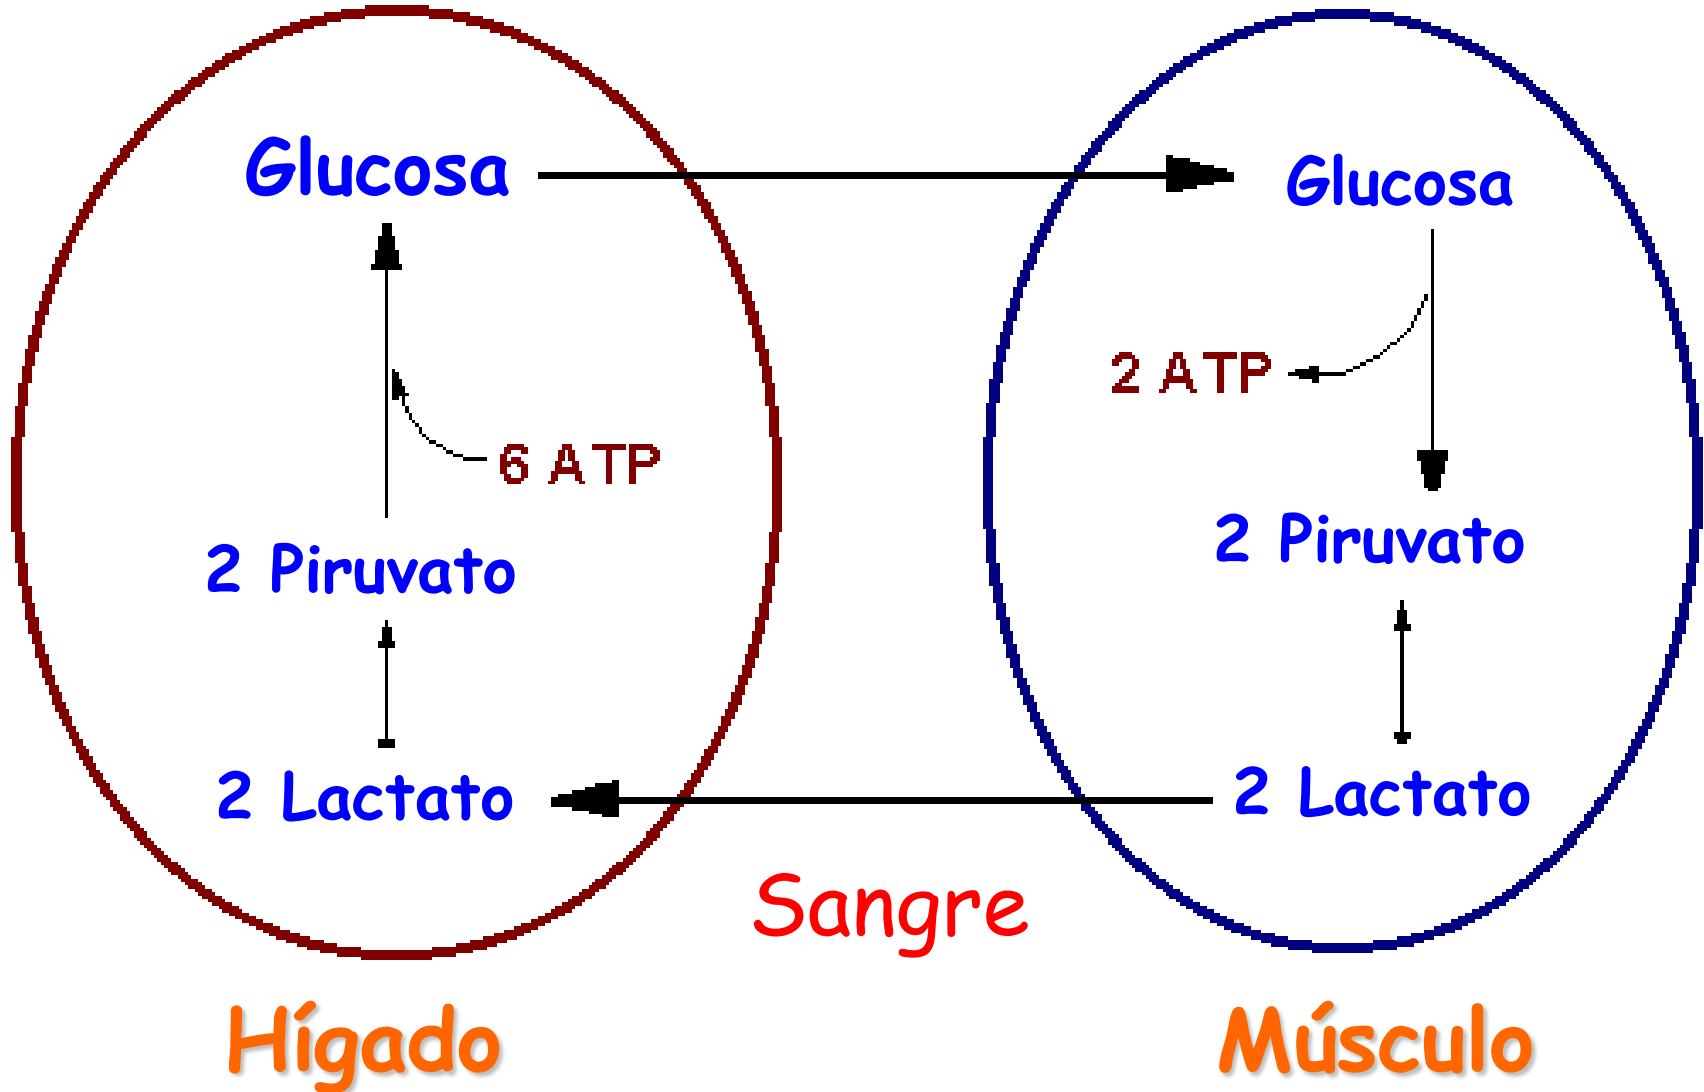 Glucosa
Glucosa
2 ATP
6 ATP
2 Piruvato
2 Piruvato
2 Lactato
2 Lactato
Sangre
Hígado
Músculo